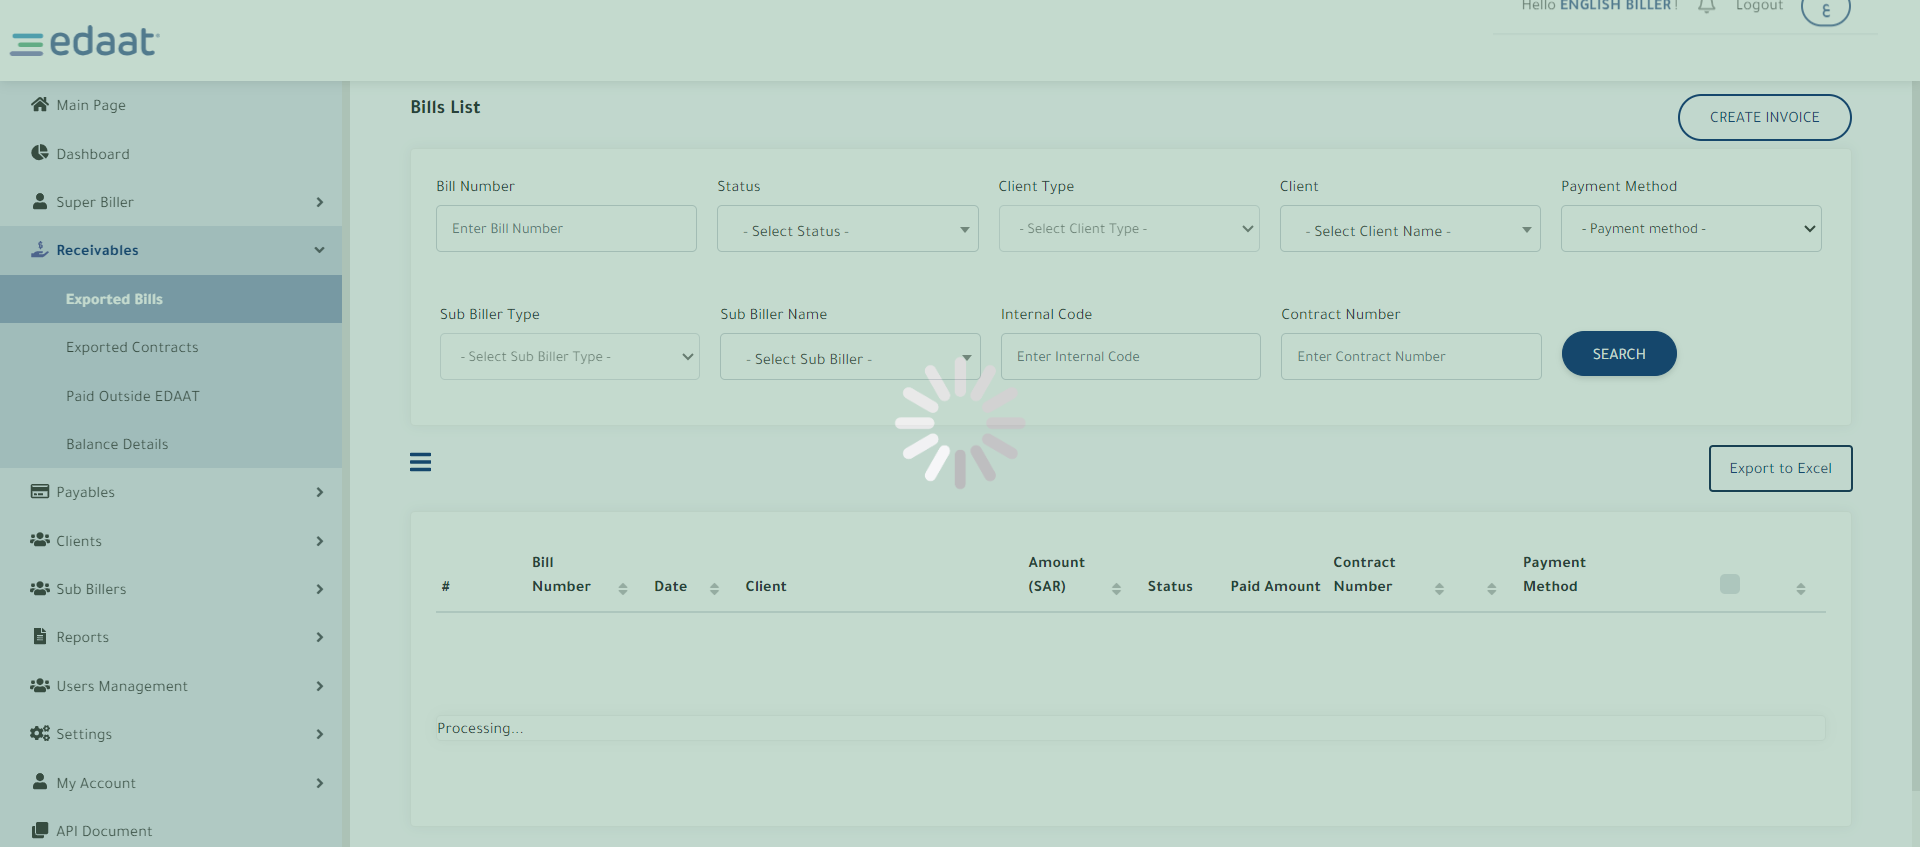 Hello ENGLISH BILLER !
Logout
ع
edaat
Main Page
Dashboard
Super Biller
Receivables
Exported Bills
Exported Contracts
Paid Outside EDAAT
Balance Details
Payables
Clients
Sub Billers
Reports
Users Management
Settings
My Account
API Document
Bills List
CREATE INVOICE
Bill Number
Status
Client Type
Client
Payment Method
Enter Bill Number
- Select Status -
- Select Client Type -
- Select Client Name -
- Payment method -
Sub Biller Type
Sub Biller Name
Internal Code
Contract Number
- Select Sub Biller Type -
- Select Sub Biller -
Enter Internal Code
Enter Contract Number
SEARCH
Export to Excel
#
Bill
Number
Date
Client
Amount
(SAR)
Status
Paid Amount
Contract
Number
Payment
Method
Processing...